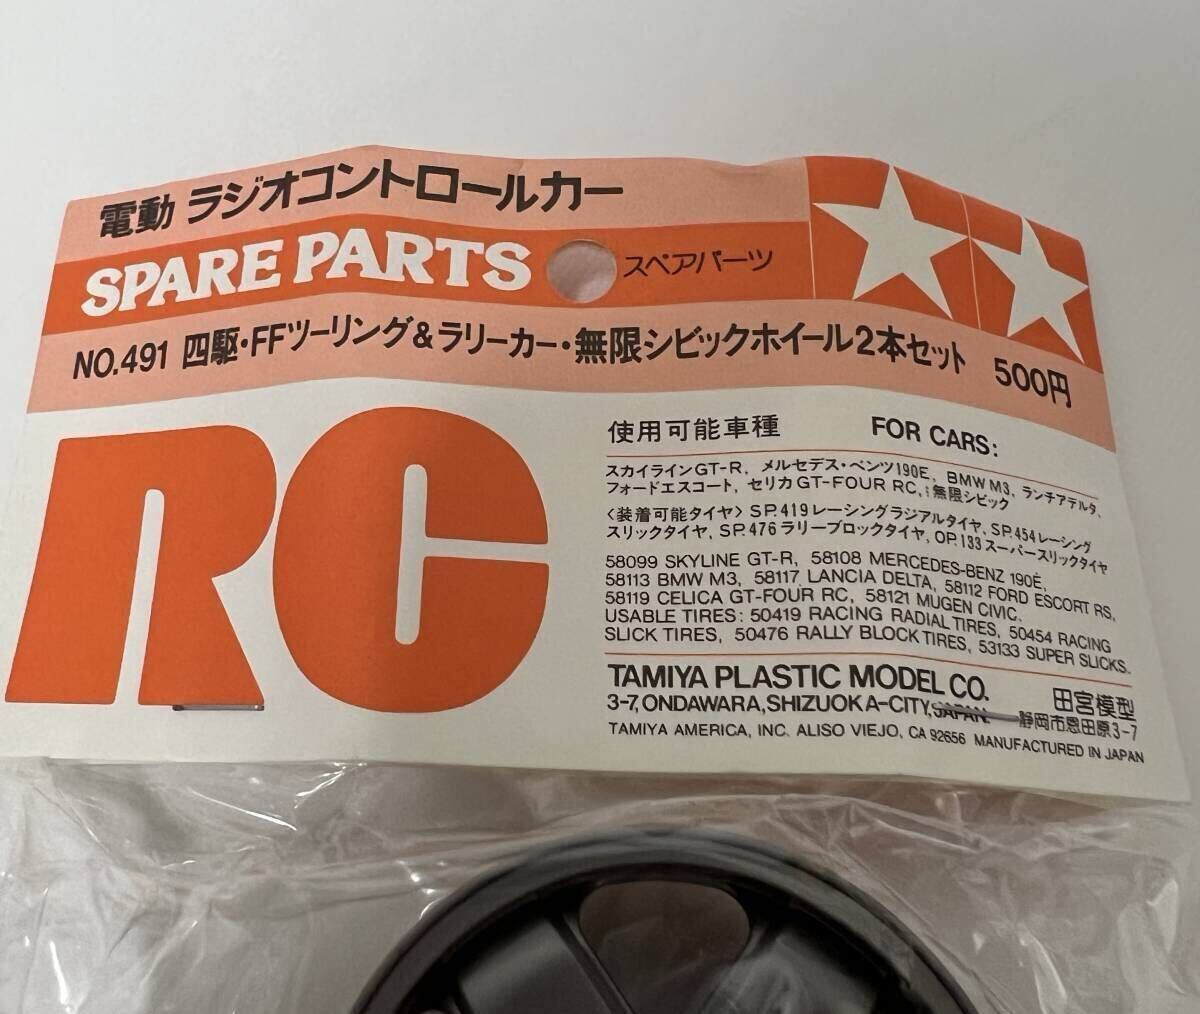 電動 ラジオコントロールカー
SPARE PARTS スペアパーツ
NO.491 四駆・FFツーリング&ラリーカー・無限シビックホイール2本セット 500円
RC
使用可能車種 FOR CARS:
スカイラインGT-R, メルセデス・ベンツ190E, BMW M3, ランチアデルタ,
フォードエスコート, セリカGT-FOUR RC, 無限シビック
〈装着可能タイヤ〉SP.419レーシングラジアルタイヤ, SP.454レーシング
スリックタイヤ, SP.476ラリーブロックタイヤ, OP.133スーパースリックタイヤ
58099 SKYLINE GT-R, 58108 MERCEDES-BENZ 190E,
58113 BMW M3, 58117 LANCIA DELTA, 58112 FORD ESCORT RS,
58119 CELICA GT-FOUR RC, 58121 MUGEN CIVIC.
USABLE TIRES: 50419 RACING RADIAL TIRES, 50454 RACING
SLICK TIRES, 50476 RALLY BLOCK TIRES, 53133 SUPER SLICKS.
TAMIYA PLASTIC MODEL CO. 田宮模型
3-7, ONDAWARA, SHIZUOKA-CITY, JAPAN. 静岡市恩田原3-7
TAMIYA AMERICA, INC. ALISO VIEJO, CA 92656 MANUFACTURED IN JAPAN